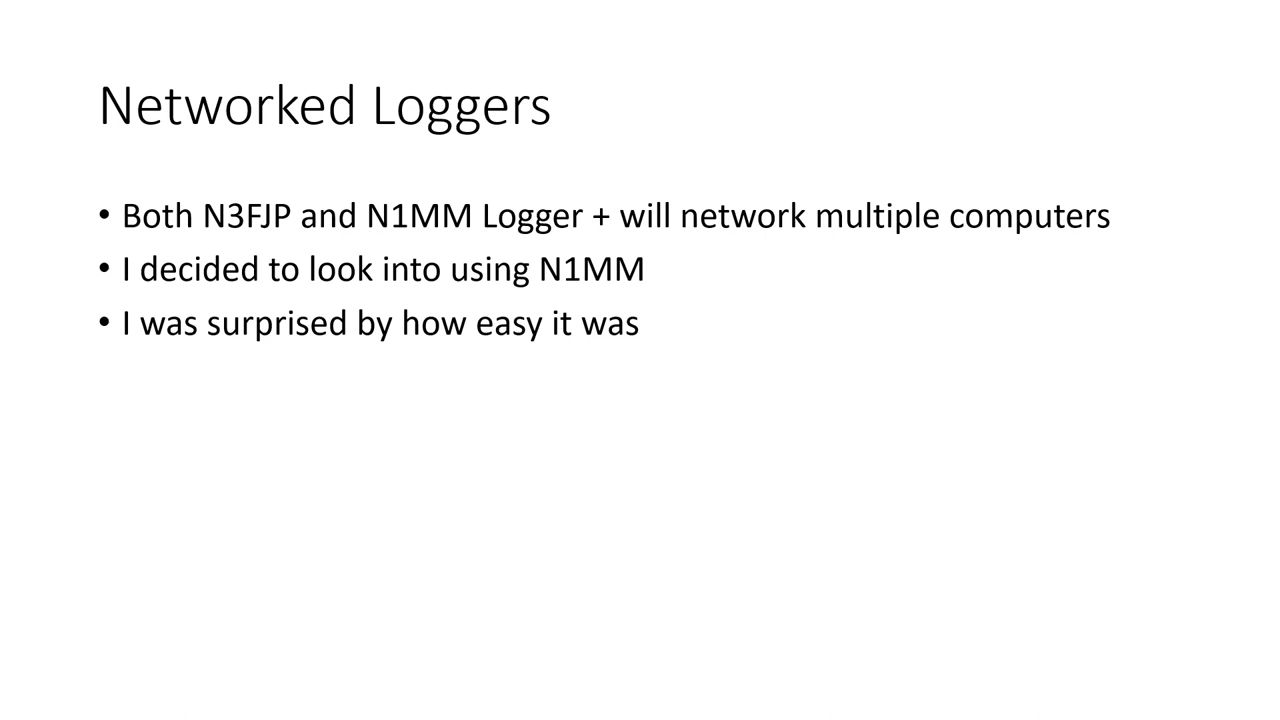 Networked Loggers
• Both N3FJP and N1MM Logger + will network multiple computers
• I decided to look into using N1MM
• I was surprised by how easy it was